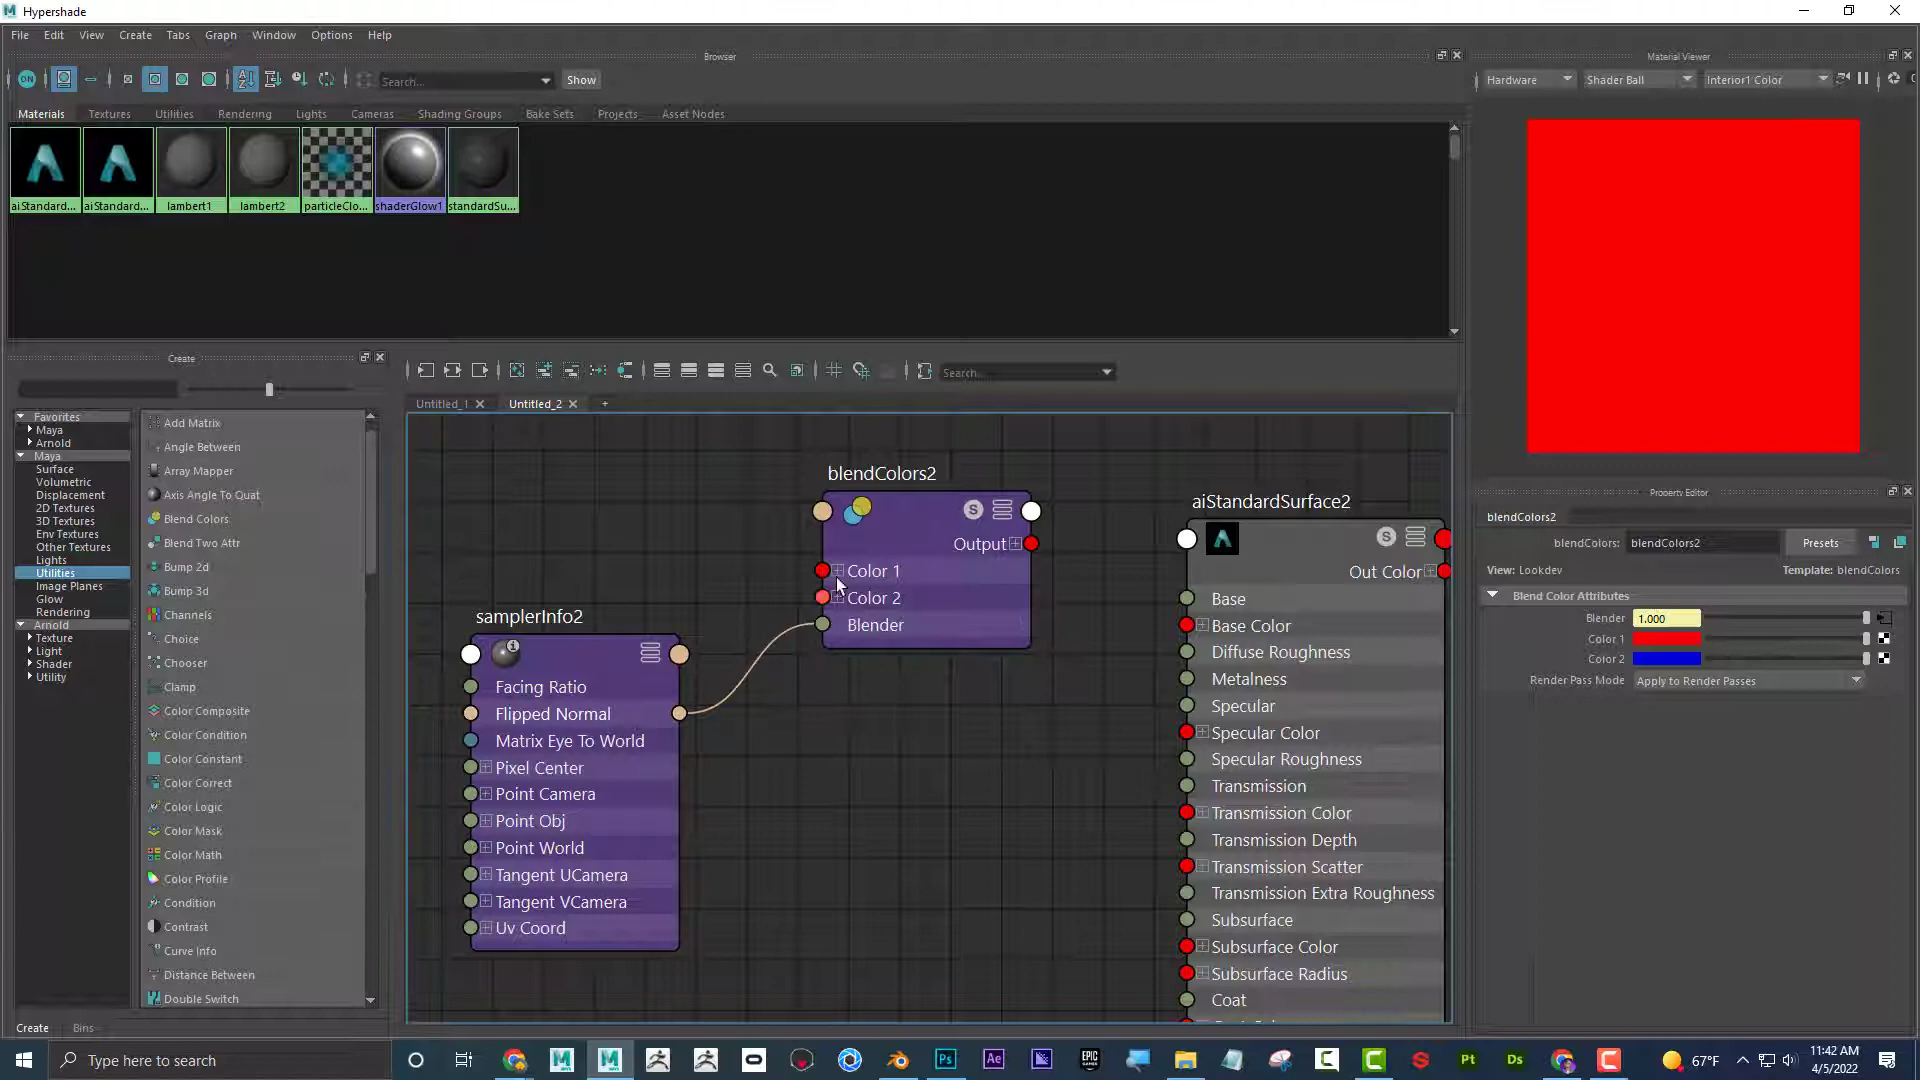 Hypershade
File Edit View Create Tabs Graph Window Options Help
Browser
Material Viewer
ON Search... Show
Hardware Shader Ball Interior1 Color
Materials Textures Utilities Rendering Lights Cameras Shading Groups Bake Sets Projects Asset Nodes
aiStandard... aiStandard... lambert1 lambert2 particleClo... shaderGlow1 standardSu...
Create
Search...
Untitled_1 Untitled_2 +
Favorites
Maya
Arnold
Maya
Surface
Volumetric
Displacement
2D Textures
3D Textures
Env Textures
Other Textures
Lights
Utilities
Image Planes
Glow
Rendering
Arnold
Texture
Light
Shader
Utility
Add Matrix
Angle Between
Array Mapper
Axis Angle To Quat
Blend Colors
Blend Two Attr
Bump 2d
Bump 3d
Channels
Choice
Chooser
Clamp
Color Composite
Color Condition
Color Constant
Color Correct
Color Logic
Color Mask
Color Math
Color Profile
Condition
Contrast
Curve Info
Distance Between
Double Switch
Create Bins
samplerInfo2
Facing Ratio
Flipped Normal
Matrix Eye To World
Pixel Center
Point Camera
Point Obj
Point World
Tangent UCamera
Tangent VCamera
Uv Coord
blendColors2
S
Output
Color 1
Color 2
Blender
aiStandardSurface2
S
Out Color
Base
Base Color
Diffuse Roughness
Metalness
Specular
Specular Color
Specular Roughness
Transmission
Transmission Color
Transmission Depth
Transmission Scatter
Transmission Extra Roughness
Subsurface
Subsurface Color
Subsurface Radius
Coat
Property Editor
blendColors2
blendColors: blendColors2 Presets
View: Lookdev Template: blendColors
Blend Color Attributes
Blender 1.000
Color 1
Color 2
Render Pass Mode Apply to Render Passes
Type here to search
Ps Ae EPIC GAMES Pt Ds
67°F
11:42 AM
4/5/2022